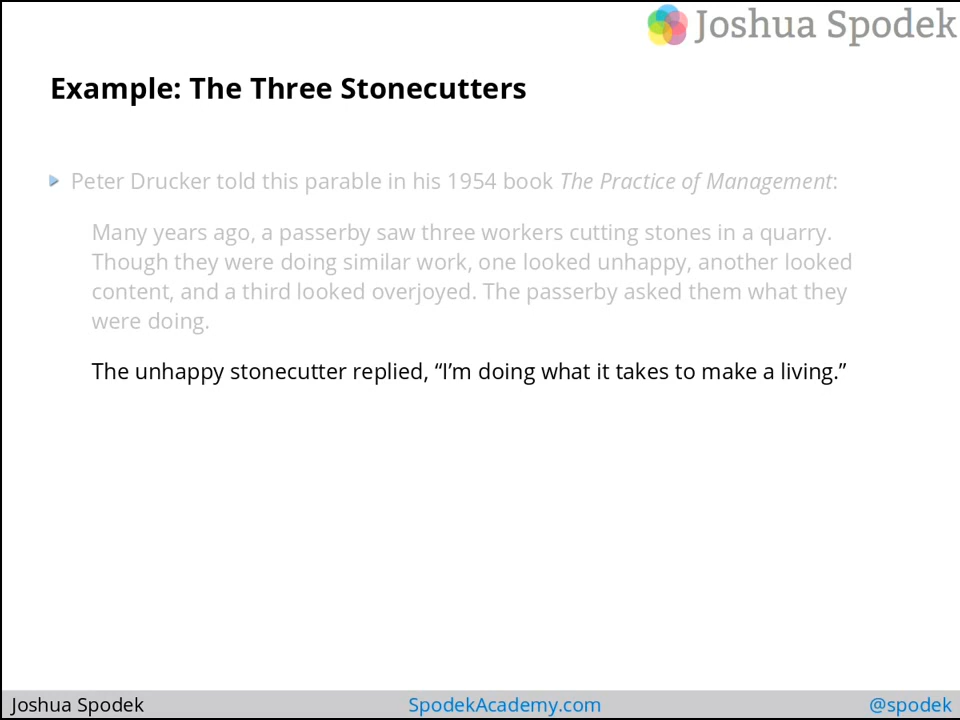 Joshua Spodek
Example: The Three Stonecutters
Peter Drucker told this parable in his 1954 book The Practice of Management:
Many years ago, a passerby saw three workers cutting stones in a quarry.
Though they were doing similar work, one looked unhappy, another looked
content, and a third looked overjoyed. The passerby asked them what they
were doing.
The unhappy stonecutter replied, “I’m doing what it takes to make a living.”
Joshua Spodek
SpodekAcademy.com
@spodek